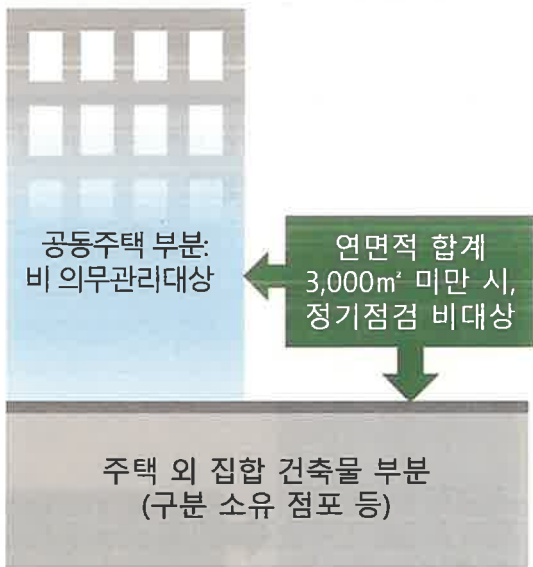 공동주택 부분:
비 의무관리대상
연면적 합계
3,000㎡ 미만 시,
정기점검 비대상
주택 외 집합 건축물 부분
(구분 소유 점포 등)